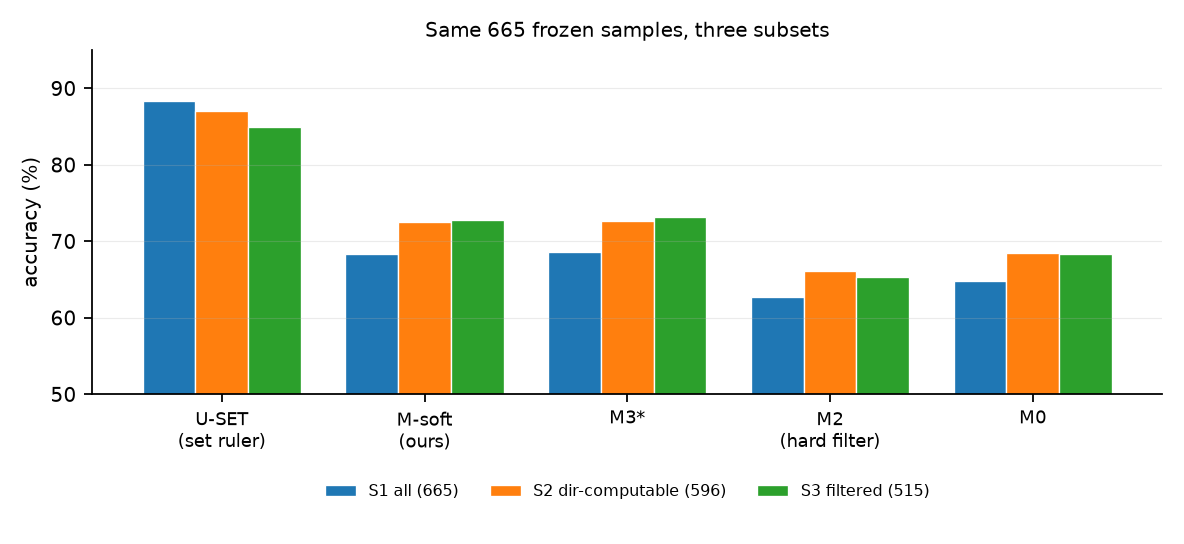 Same 665 frozen samples, three subsets
accuracy (%)
90
80
70
60
50
U-SET
(set ruler)
M-soft
(ours)
M3*
M2
(hard filter)
M0
S1 all (665)
S2 dir-computable (596)
S3 filtered (515)